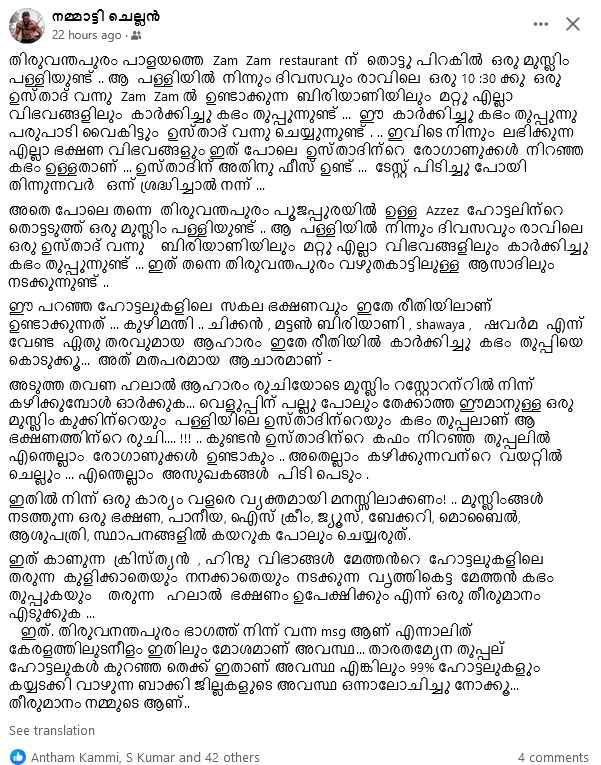 നമ്മാട്ടി ചെല്ലൻ
22 hours ago ·
തിരുവന്തപുരം പാളയത്തെ Zam Zam restaurant ന് തൊട്ടു പിറകിൽ ഒരു മുസ്ലിം
പള്ളിയുണ്ട് .. ആ പള്ളിയിൽ നിന്നും ദിവസവും രാവിലെ ഒരു 10 :30 ക്കു ഒരു
ഉസ്താദ് വന്നു Zam Zam ൽ ഉണ്ടാക്കുന്ന ബിരിയാണിയിലും മറ്റു എല്ലാ
വിഭവങ്ങളിലും കാർക്കിച്ചു കഭം തുപ്പുന്നുണ്ട് ... ഈ കാർക്കിച്ചു കഭം തുപ്പുന്നു
പരുപാടി വൈകിട്ടും ഉസ്താദ് വന്നു ചെയ്യുന്നുണ്ട് . .. ഇവിടെ നിന്നും ലഭിക്കുന്ന
എല്ലാ ഭക്ഷണ വിഭവങ്ങളും ഇത് പോലെ ഉസ്താദിൻറെ രോഗാണുക്കൾ നിറഞ്ഞ
കഭം ഉള്ളതാണ് ... ഉസ്താദിന് അതിനു ഫീസ് ഉണ്ട് ... ടേസ്റ്റ് പിടിച്ചു പോയി
തിന്നുന്നവർ ഒന്ന് ശ്രദ്ധിച്ചാൽ നന്ന് ...
അതെ പോലെ തന്നെ തിരുവന്തപുരം പൂജപ്പുരയിൽ ഉള്ള Azzez ഹോട്ടലിൻറെ
തൊട്ടടുത്ത് ഒരു മുസ്ലിം പള്ളിയുണ്ട് .. ആ പള്ളിയിൽ നിന്നും ദിവസവും രാവിലെ
ഒരു ഉസ്താദ് വന്നു ബിരിയാണിയിലും മറ്റു എല്ലാ വിഭവങ്ങളിലും കാർക്കിച്ചു
കഭം തുപ്പുന്നുണ്ട് ... ഇത് തന്നെ തിരുവന്തപുരം വഴുതകാട്ടിലുള്ള ആസാദിലും
നടക്കുന്നുണ്ട് ..
ഈ പറഞ്ഞ ഹോട്ടലുകളിലെ സകല ഭക്ഷണവും ഇതേ രീതിയിലാണ്
ഉണ്ടാക്കുന്നത് ... കുഴിമന്തി .. ചിക്കൻ , മട്ടൺ ബിരിയാണി , shawaya , ഷവർമ എന്ന്
വേണ്ട ഏതു തരവുമായ ആഹാരം ഇതേ രീതിയിൽ കാർക്കിച്ചു കഭം തുപ്പിയെ
കൊടുക്കൂ... അത് മതപരമായ ആചാരമാണ് -
അടുത്ത തവണ ഹലാൽ ആഹാരം രുചിയോടെ മുസ്ലിം റസ്റ്റോറന്റിൽ നിന്ന്
കഴിക്കുമ്പോൾ ഓർക്കുക... വെളുപ്പിന് പല്ലു പോലും തേക്കാത്ത ഈമാനുള്ള ഒരു
മുസ്ലിം കുക്കിന്റെയും പള്ളിയിലെ ഉസ്താദിന്റെയും കഭം തുപ്പലാണ് ആ
ഭക്ഷണത്തിന്റെ രുചി.... !!! .. കുണ്ടൻ ഉസ്താദിന്റെ കഫം നിറഞ്ഞ തുപ്പലിൽ
എന്തെല്ലാം രോഗാണുക്കൾ ഉണ്ടാകും .. അതെല്ലാം കഴിക്കുന്നവന്റെ വയറ്റിൽ
ചെല്ലും ... എന്തെല്ലാം അസുഖകങ്ങൾ പിടി പെടും .
ഇതിൽ നിന്ന് ഒരു കാര്യം വളരെ വ്യക്തമായി മനസ്സിലാക്കണം! .. മുസ്ലിംങ്ങൾ
നടത്തുന്ന ഒരു ഭക്ഷണ, പാനീയ, ഐസ് ക്രീം, ജ്യൂസ്, ബേക്കറി, മൊബൈൽ,
ആശുപത്രി, സ്ഥാപനങ്ങളിൽ കയറുക പോലും ചെയ്യരുത്.
ഇത് കാണുന്ന ക്രിസ്ത്യൻ , ഹിന്ദു വിഭാങ്ങൾ മേത്തൻറെ ഹോട്ടലുകളിലെ
തരുന്ന കുളിക്കാതെയും നനക്കാതെയും നടക്കുന്ന വൃത്തികെട്ട മേത്തൻ കഭം
തുപ്പുകയും തരുന്ന ഹലാൽ ഭക്ഷണം ഉപേക്ഷിക്കും എന്ന് ഒരു തീരുമാനം
എടുക്കുക ...
ഇത്. തിരുവനന്തപുരം ഭാഗത്ത് നിന്ന് വന്ന msg ആണ് എന്നാലിത്
കേരളത്തിലുടനീളം ഇതിലും മോശമാണ് അവസ്ഥ... താരതമ്യേന തുപ്പല്
ഹോട്ടലുകൾ കുറഞ്ഞ തെക്ക് ഇതാണ് അവസ്ഥ എങ്കിലും 99% ഹോട്ടലുകളും
കയ്യടക്കി വാഴുന്ന ബാക്കി ജില്ലകളുടെ അവസ്ഥ ഒന്നാലോചിച്ചു നോക്കൂ...
തീരുമാനം നമ്മുടെ ആണ്..
See translation
Antham Kammi, S Kumar and 42 others
4 comments